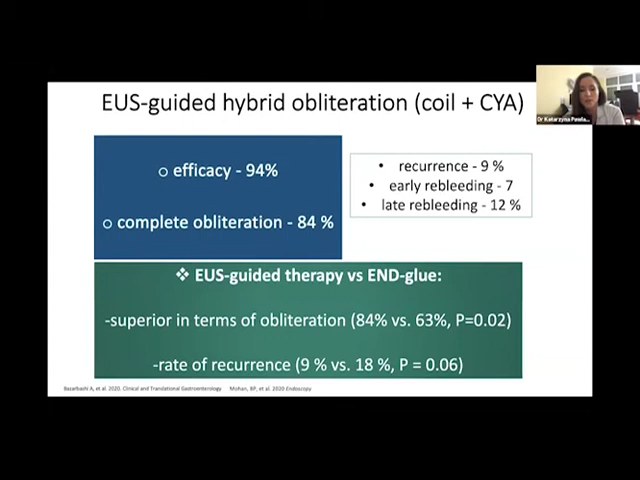 EUS-guided hybrid obliteration (coil + CYA)
o efficacy - 94%
o complete obliteration - 84 %
• recurrence - 9 %
• early rebleeding - 7
• late rebleeding - 12 %
❖ EUS-guided therapy vs END-glue:
-superior in terms of obliteration (84% vs. 63%, P=0.02)
-rate of recurrence (9 % vs. 18 %, P = 0.06)
Bazarbashi A, et al. 2020. Clinical and Translational Gastroenterology Mohan, BP, et al. 2020 Endoscopy
Dr Katarzyna